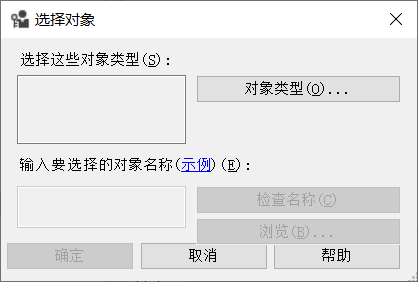 选择对象
选择这些对象类型(S)：
对象类型(O)...
输入要选择的对象名称(示例)(E)：
检查名称(C)
浏览(B)...
确定
取消
帮助